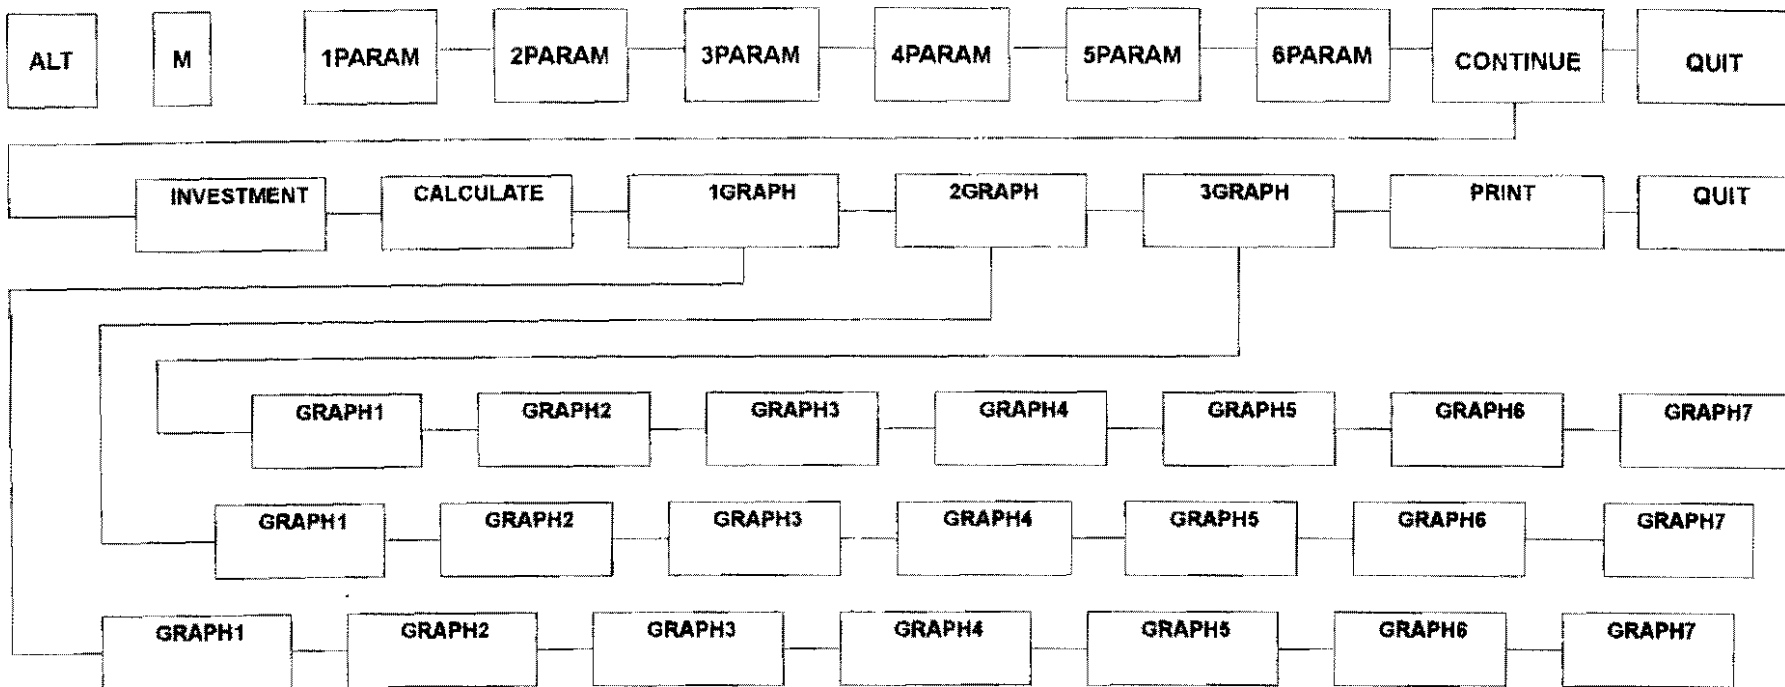 ALT M 1PARAM 2PARAM 3PARAM 4PARAM 5PARAM 6PARAM CONTINUE QUIT
INVESTMENT CALCULATE 1GRAPH 2GRAPH 3GRAPH PRINT QUIT
GRAPH1 GRAPH2 GRAPH3 GRAPH4 GRAPH5 GRAPH6 GRAPH7
GRAPH1 GRAPH2 GRAPH3 GRAPH4 GRAPH5 GRAPH6 GRAPH7
GRAPH1 GRAPH2 GRAPH3 GRAPH4 GRAPH5 GRAPH6 GRAPH7